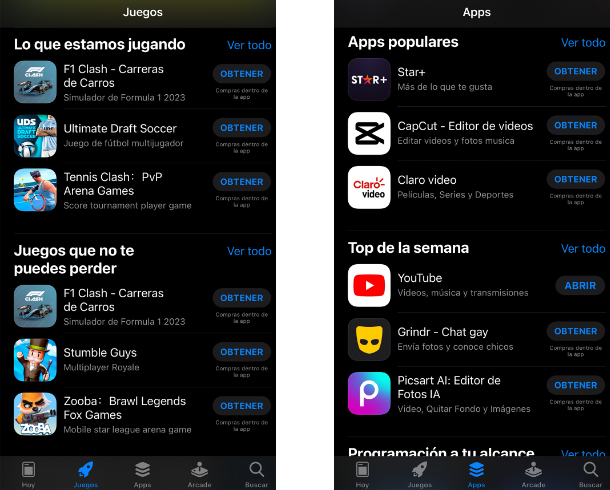 Juegos
Lo que estamos jugando
Ver todo
F1 Clash - Carreras
de Carros
Simulador de Formula 1 2023
OBTENER
Compras dentro de
la app
Ultimate Draft Soccer
Juego de fútbol multijugador
OBTENER
Compras dentro de
la app
Tennis Clash：PvP
Arena Games
Score tournament player game
OBTENER
Compras dentro de
la app
Juegos que no te
puedes perder
Ver todo
F1 Clash - Carreras
de Carros
Simulador de Formula 1 2023
OBTENER
Compras dentro de
la app
Stumble Guys
Multiplayer Royale
OBTENER
Compras dentro de
la app
Zooba：Brawl Legends
Fox Games
Mobile star league arena game
OBTENER
Compras dentro de
la app
Hoy
Juegos
Apps
Arcade
Buscar
Apps
Apps populares
Ver todo
STAR+
Star+
Más de lo que te gusta
OBTENER
Compras dentro de
la app
CapCut - Editor de videos
Editar videos y fotos musica
OBTENER
Compras dentro de
la app
Claro
video
Claro video
Películas, Series y Deportes
OBTENER
Compras dentro de
la app
Top de la semana
Ver todo
YouTube
Videos, música y transmisiones
ABRIR
Grindr - Chat gay
Envía fotos y conoce chicos
OBTENER
Compras dentro de
la app
Picsart AI: Editor de
Fotos IA
Video, Quitar Fondo y Imágenes
OBTENER
Compras dentro de
la app
Programación a tu alcance
Ver todo
Hoy
Juegos
Apps
Arcade
Buscar